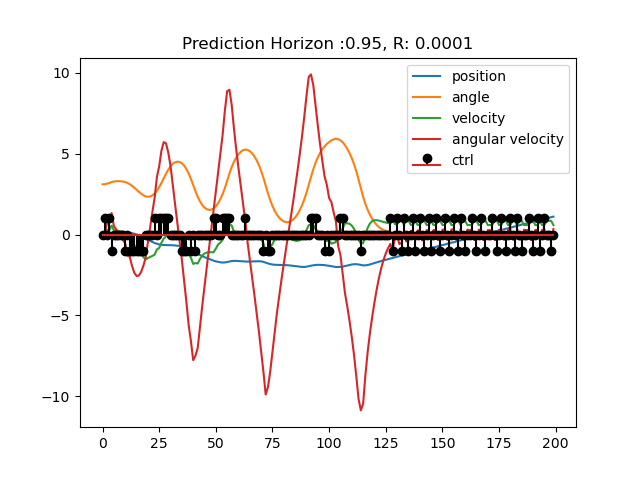 Prediction Horizon :0.95, R: 0.0001
position
angle
velocity
angular velocity
ctrl
10
5
0
−5
−10
0 25 50 75 100 125 150 175 200